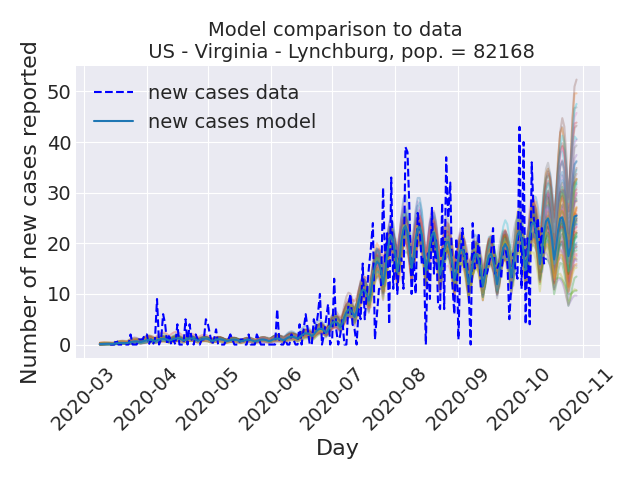 Model comparison to data
US - Virginia - Lynchburg, pop. = 82168
Number of new cases reported
50
40
30
20
10
0
new cases data
new cases model
2020-03
2020-04
2020-05
2020-06
2020-07
2020-08
2020-09
2020-10
2020-11
Day